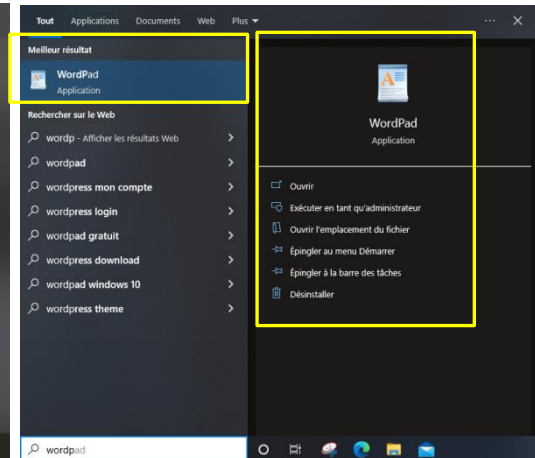 Tout Applications Documents Web Plus
Meilleur résultat
WordPad
Application
Rechercher sur le Web
wordp - Afficher les résultats Web
wordpad
wordpress mon compte
wordpress login
wordpad gratuit
wordpress download
wordpad windows 10
wordpress theme
WordPad
Application
Ouvrir
Exécuter en tant qu'administrateur
Ouvrir l'emplacement du fichier
Épingler au menu Démarrer
Épingler à la barre des tâches
Désinstaller
wordpad